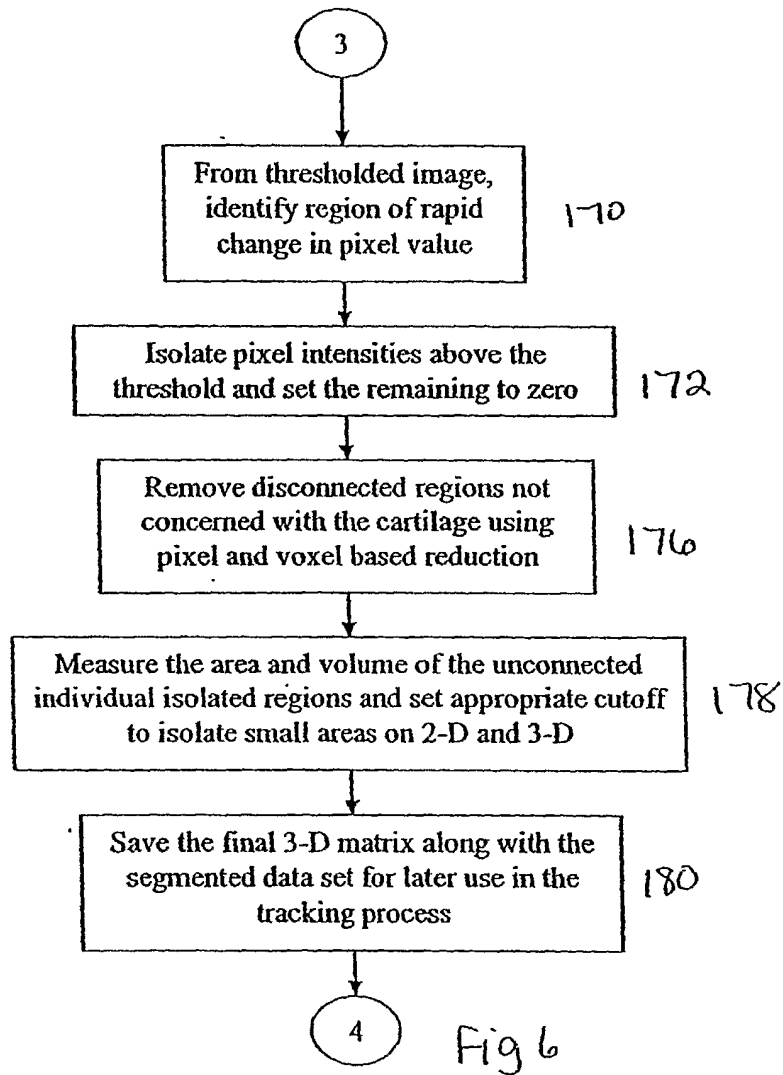 3
From thresholded image,
identify region of rapid
change in pixel value
170
Isolate pixel intensities above the
threshold and set the remaining to zero
172
Remove disconnected regions not
concerned with the cartilage using
pixel and voxel based reduction
176
Measure the area and volume of the unconnected
individual isolated regions and set appropriate cutoff
to isolate small areas on 2-D and 3-D
178
Save the final 3-D matrix along with the
segmented data set for later use in the
tracking process
180
4
Fig 6